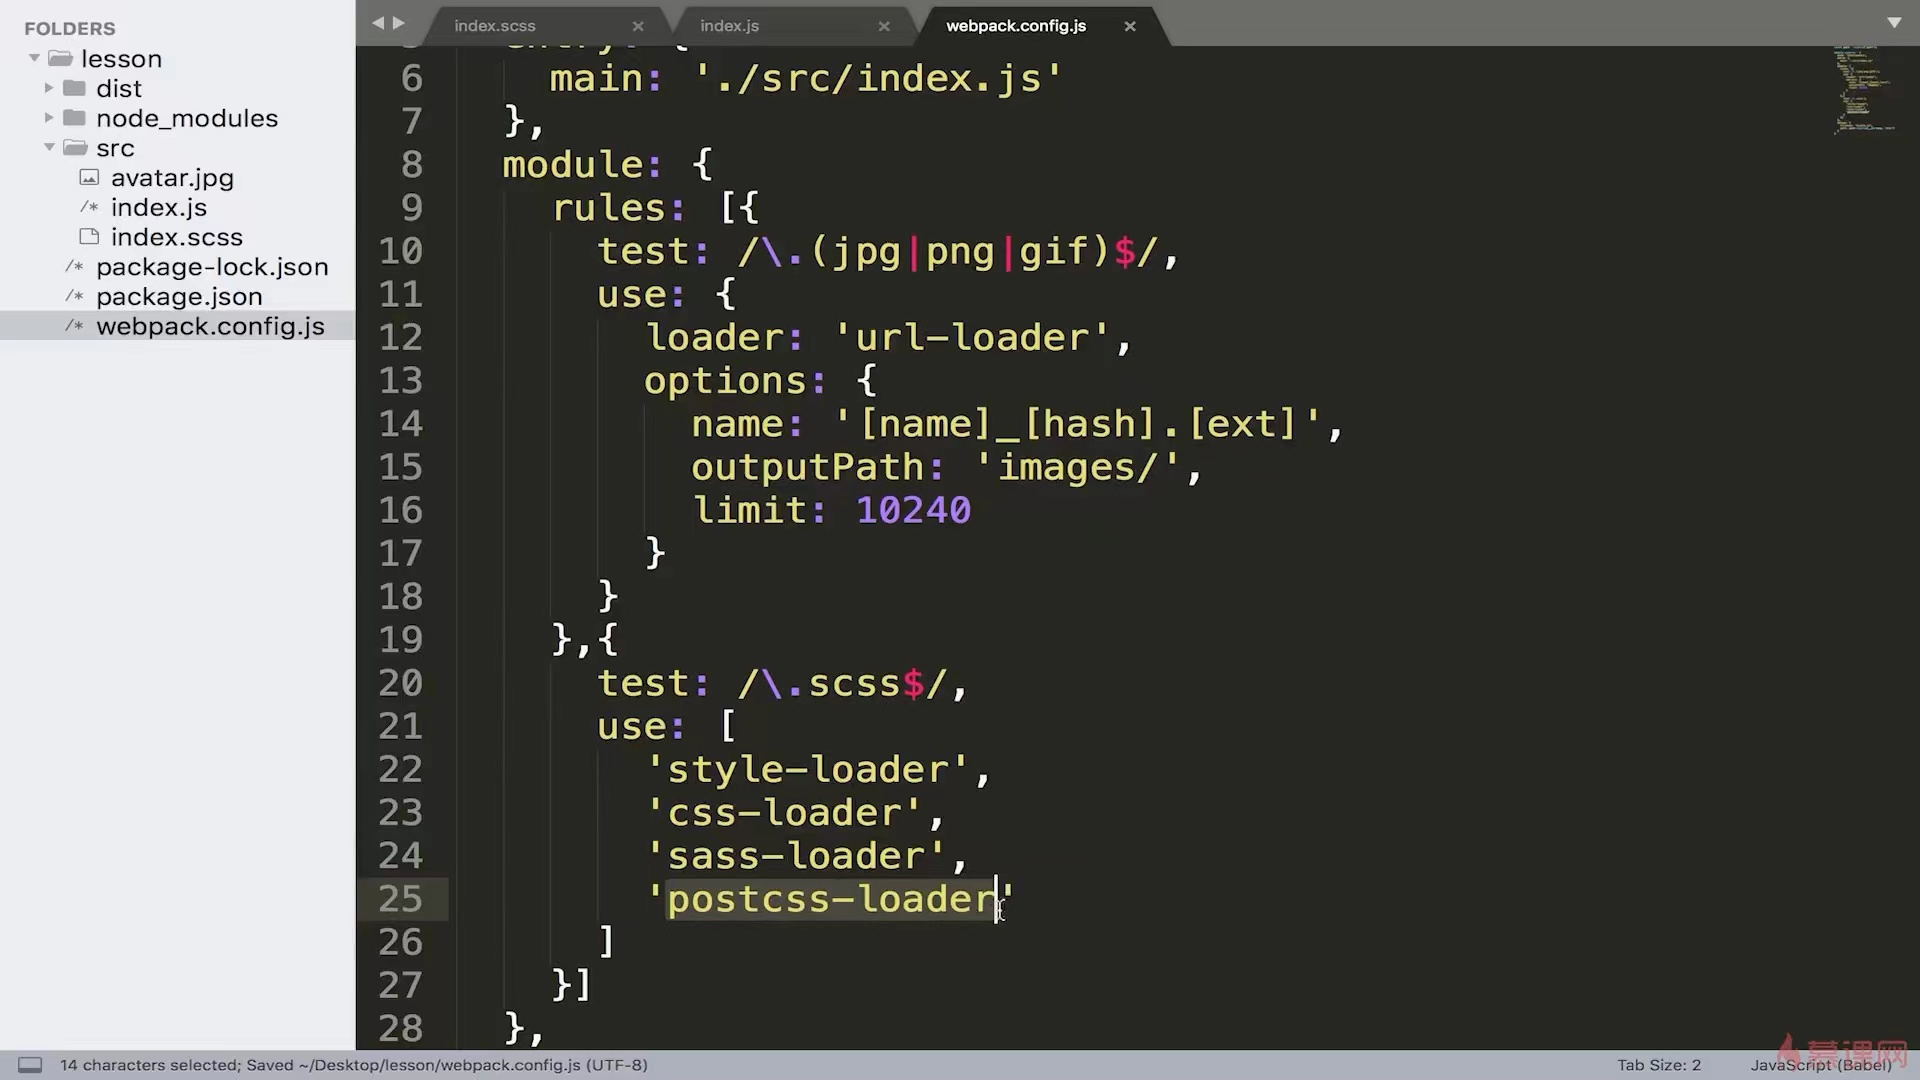 FOLDERS
lesson
dist
node_modules
src
avatar.jpg
/* index.js
index.scss
/* package-lock.json
/* package.json
/* webpack.config.js
index.scss ×
index.js ×
webpack.config.js ×
6 main: './src/index.js'
7 },
8 module: {
9 rules: [{
10 test: /\.(jpg|png|gif)$/,
11 use: {
12 loader: 'url-loader',
13 options: {
14 name: '[name]_[hash].[ext]',
15 outputPath: 'images/',
16 limit: 10240
17 }
18 }
19 },{
20 test: /\.scss$/,
21 use: [
22 'style-loader',
23 'css-loader',
24 'sass-loader',
25 'postcss-loader'
26 ]
27 }]
28 },
14 characters selected; Saved ~/Desktop/lesson/webpack.config.js (UTF-8)
Tab Size: 2
JavaScript (Babel)
慕课网